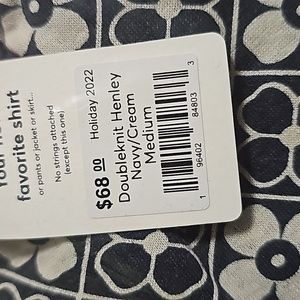 favorite shirt
or pants or jacket or skirt...
No strings attached
(except this one)
$68.00
Holiday 2022
Doubleknit Henley
Navy/Cream
Medium
1
96402
84803
3